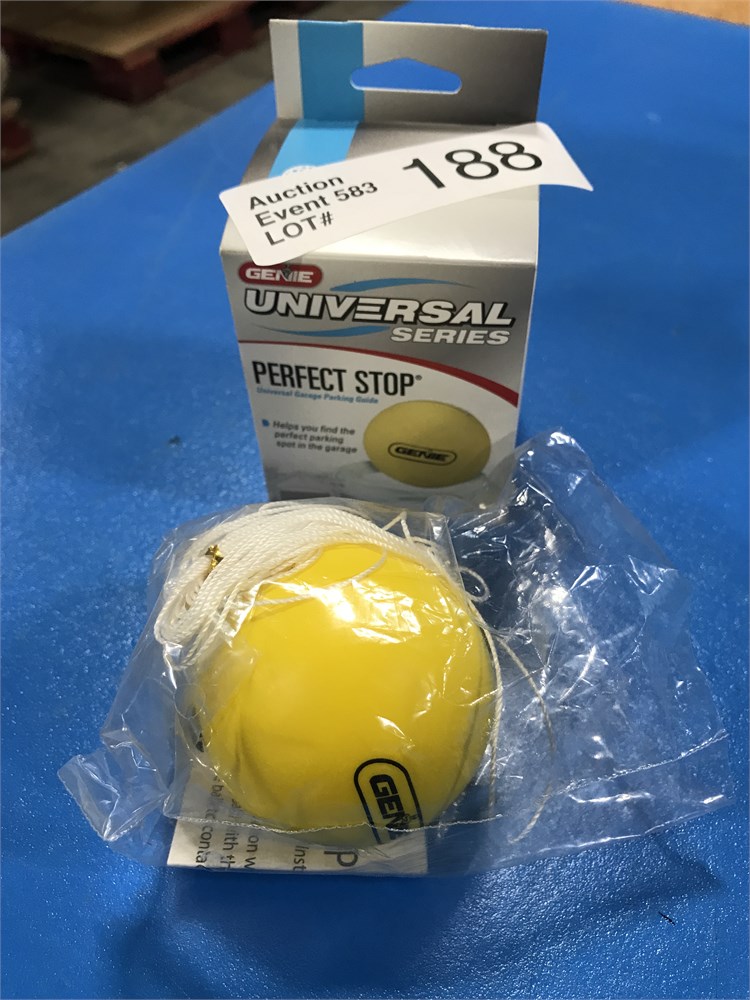 Auction
Event 583
LOT#
188
GENIE
UNIVERSAL
SERIES
PERFECT STOP®
Universal Garage Parking Guide
Helps you find the
perfect parking
spot in the garage
GENIE
GENI